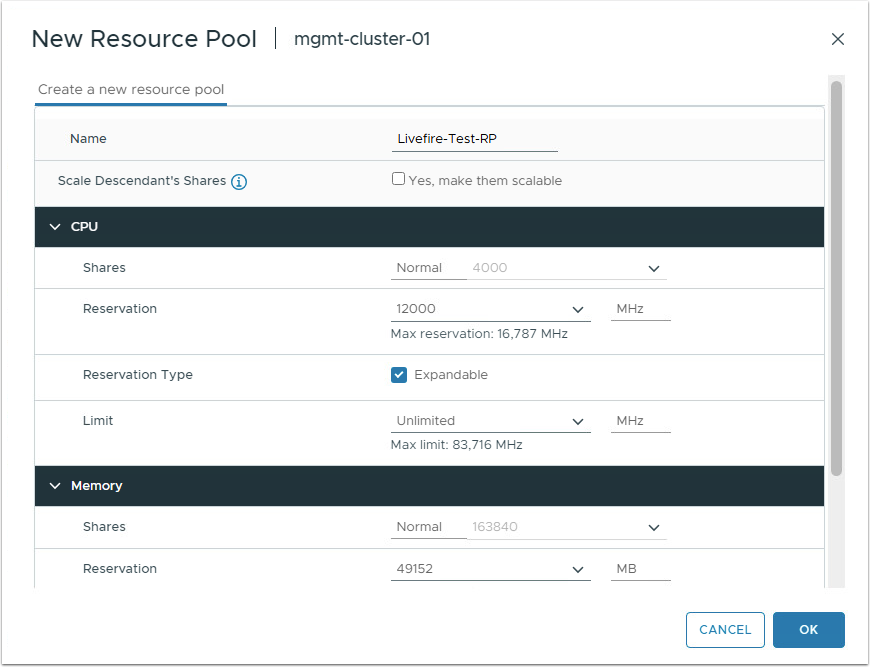 New Resource Pool mgmt-cluster-01
Create a new resource pool
Name Livefire-Test-RP
Scale Descendant's Shares Yes, make them scalable
CPU
Shares Normal 4000
Reservation 12000 MHz
Max reservation: 16,787 MHz
Reservation Type Expandable
Limit Unlimited MHz
Max limit: 83,716 MHz
Memory
Shares Normal 163840
Reservation 49152 MB
CANCEL OK